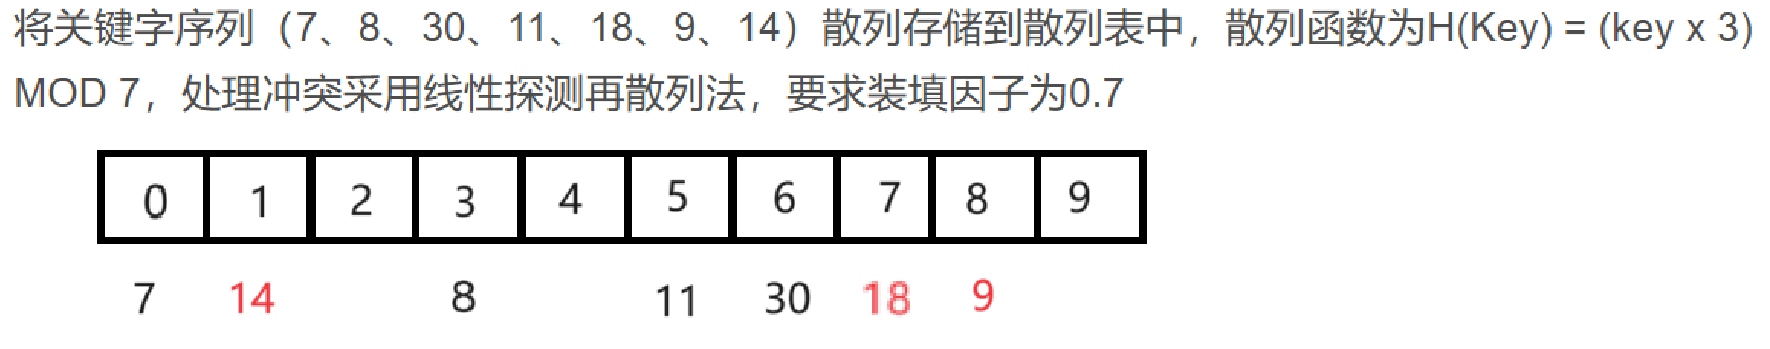 将关键字序列（7、8、30、11、18、9、14）散列存储到散列表中，散列函数为H(Key) = (key x 3)
MOD 7，处理冲突采用线性探测再散列法，要求装填因子为0.7
0 1 2 3 4 5 6 7 8 9
7 14 8 11 30 18 9